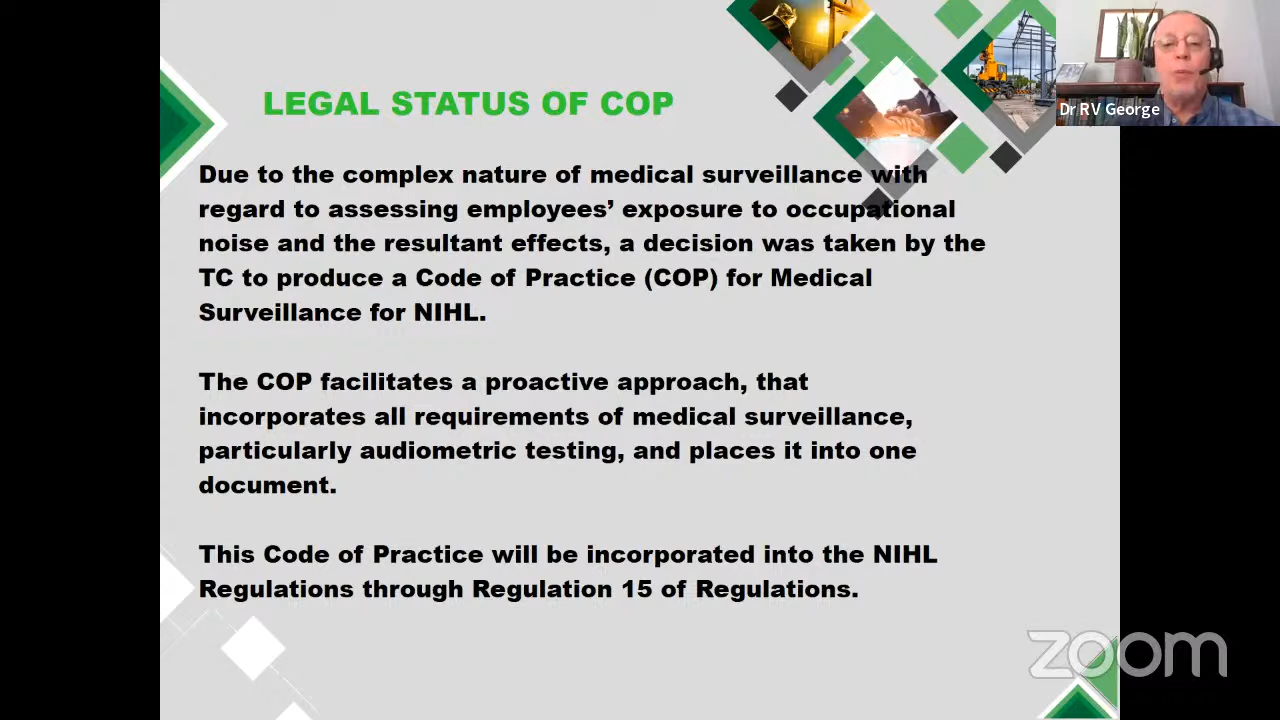 LEGAL STATUS OF COP
Dr RV George
Due to the complex nature of medical surveillance with
regard to assessing employees’ exposure to occupational
noise and the resultant effects, a decision was taken by the
TC to produce a Code of Practice (COP) for Medical
Surveillance for NIHL.
The COP facilitates a proactive approach, that
incorporates all requirements of medical surveillance,
particularly audiometric testing, and places it into one
document.
This Code of Practice will be incorporated into the NIHL
Regulations through Regulation 15 of Regulations.
zoom